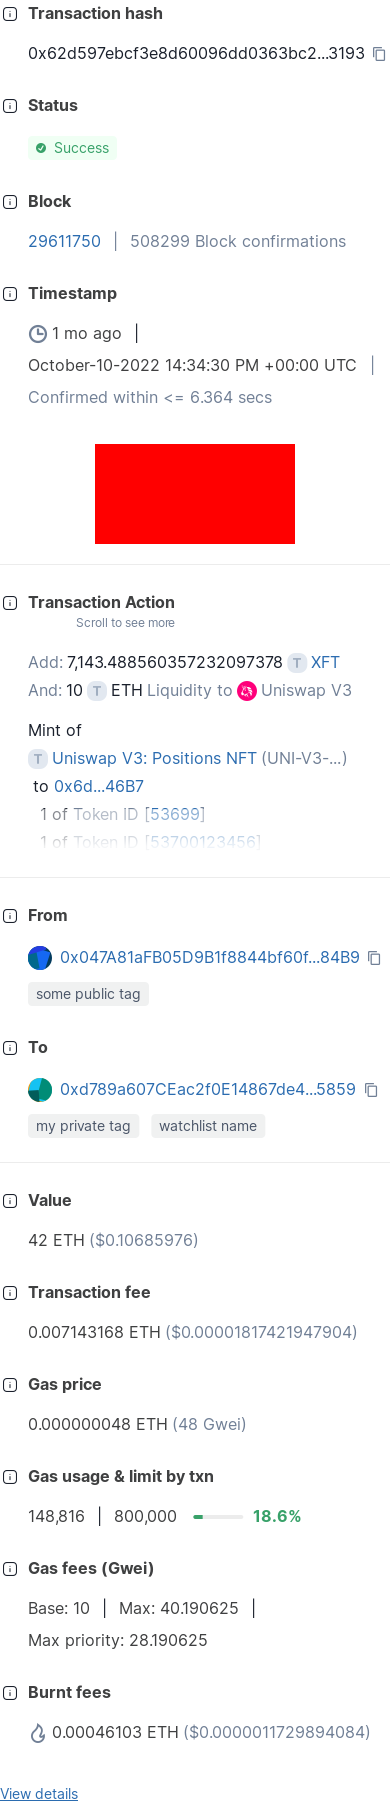 Transaction hash
0x62d597ebcf3e8d60096dd0363bc2...3193
Status
Success
Block
29611750 | 508299 Block confirmations
Timestamp
1 mo ago |
October-10-2022 14:34:30 PM +00:00 UTC |
Confirmed within <= 6.364 secs
Transaction Action
Scroll to see more
Add: 7,143.488560357232097378 T XFT
And: 10 T ETH Liquidity to Uniswap V3
Mint of
T Uniswap V3: Positions NFT (UNI-V3-...)
to 0x6d...46B7
1 of Token ID [53699]
1 of Token ID [53700123456]
From
0x047A81aFB05D9B1f8844bf60f...84B9
some public tag
To
0xd789a607CEac2f0E14867de4...5859
my private tag watchlist name
Value
42 ETH ($0.10685976)
Transaction fee
0.007143168 ETH ($0.00001817421947904)
Gas price
0.000000048 ETH (48 Gwei)
Gas usage & limit by txn
148,816 | 800,000 18.6%
Gas fees (Gwei)
Base: 10 | Max: 40.190625 |
Max priority: 28.190625
Burnt fees
0.00046103 ETH ($0.0000011729894084)
View details